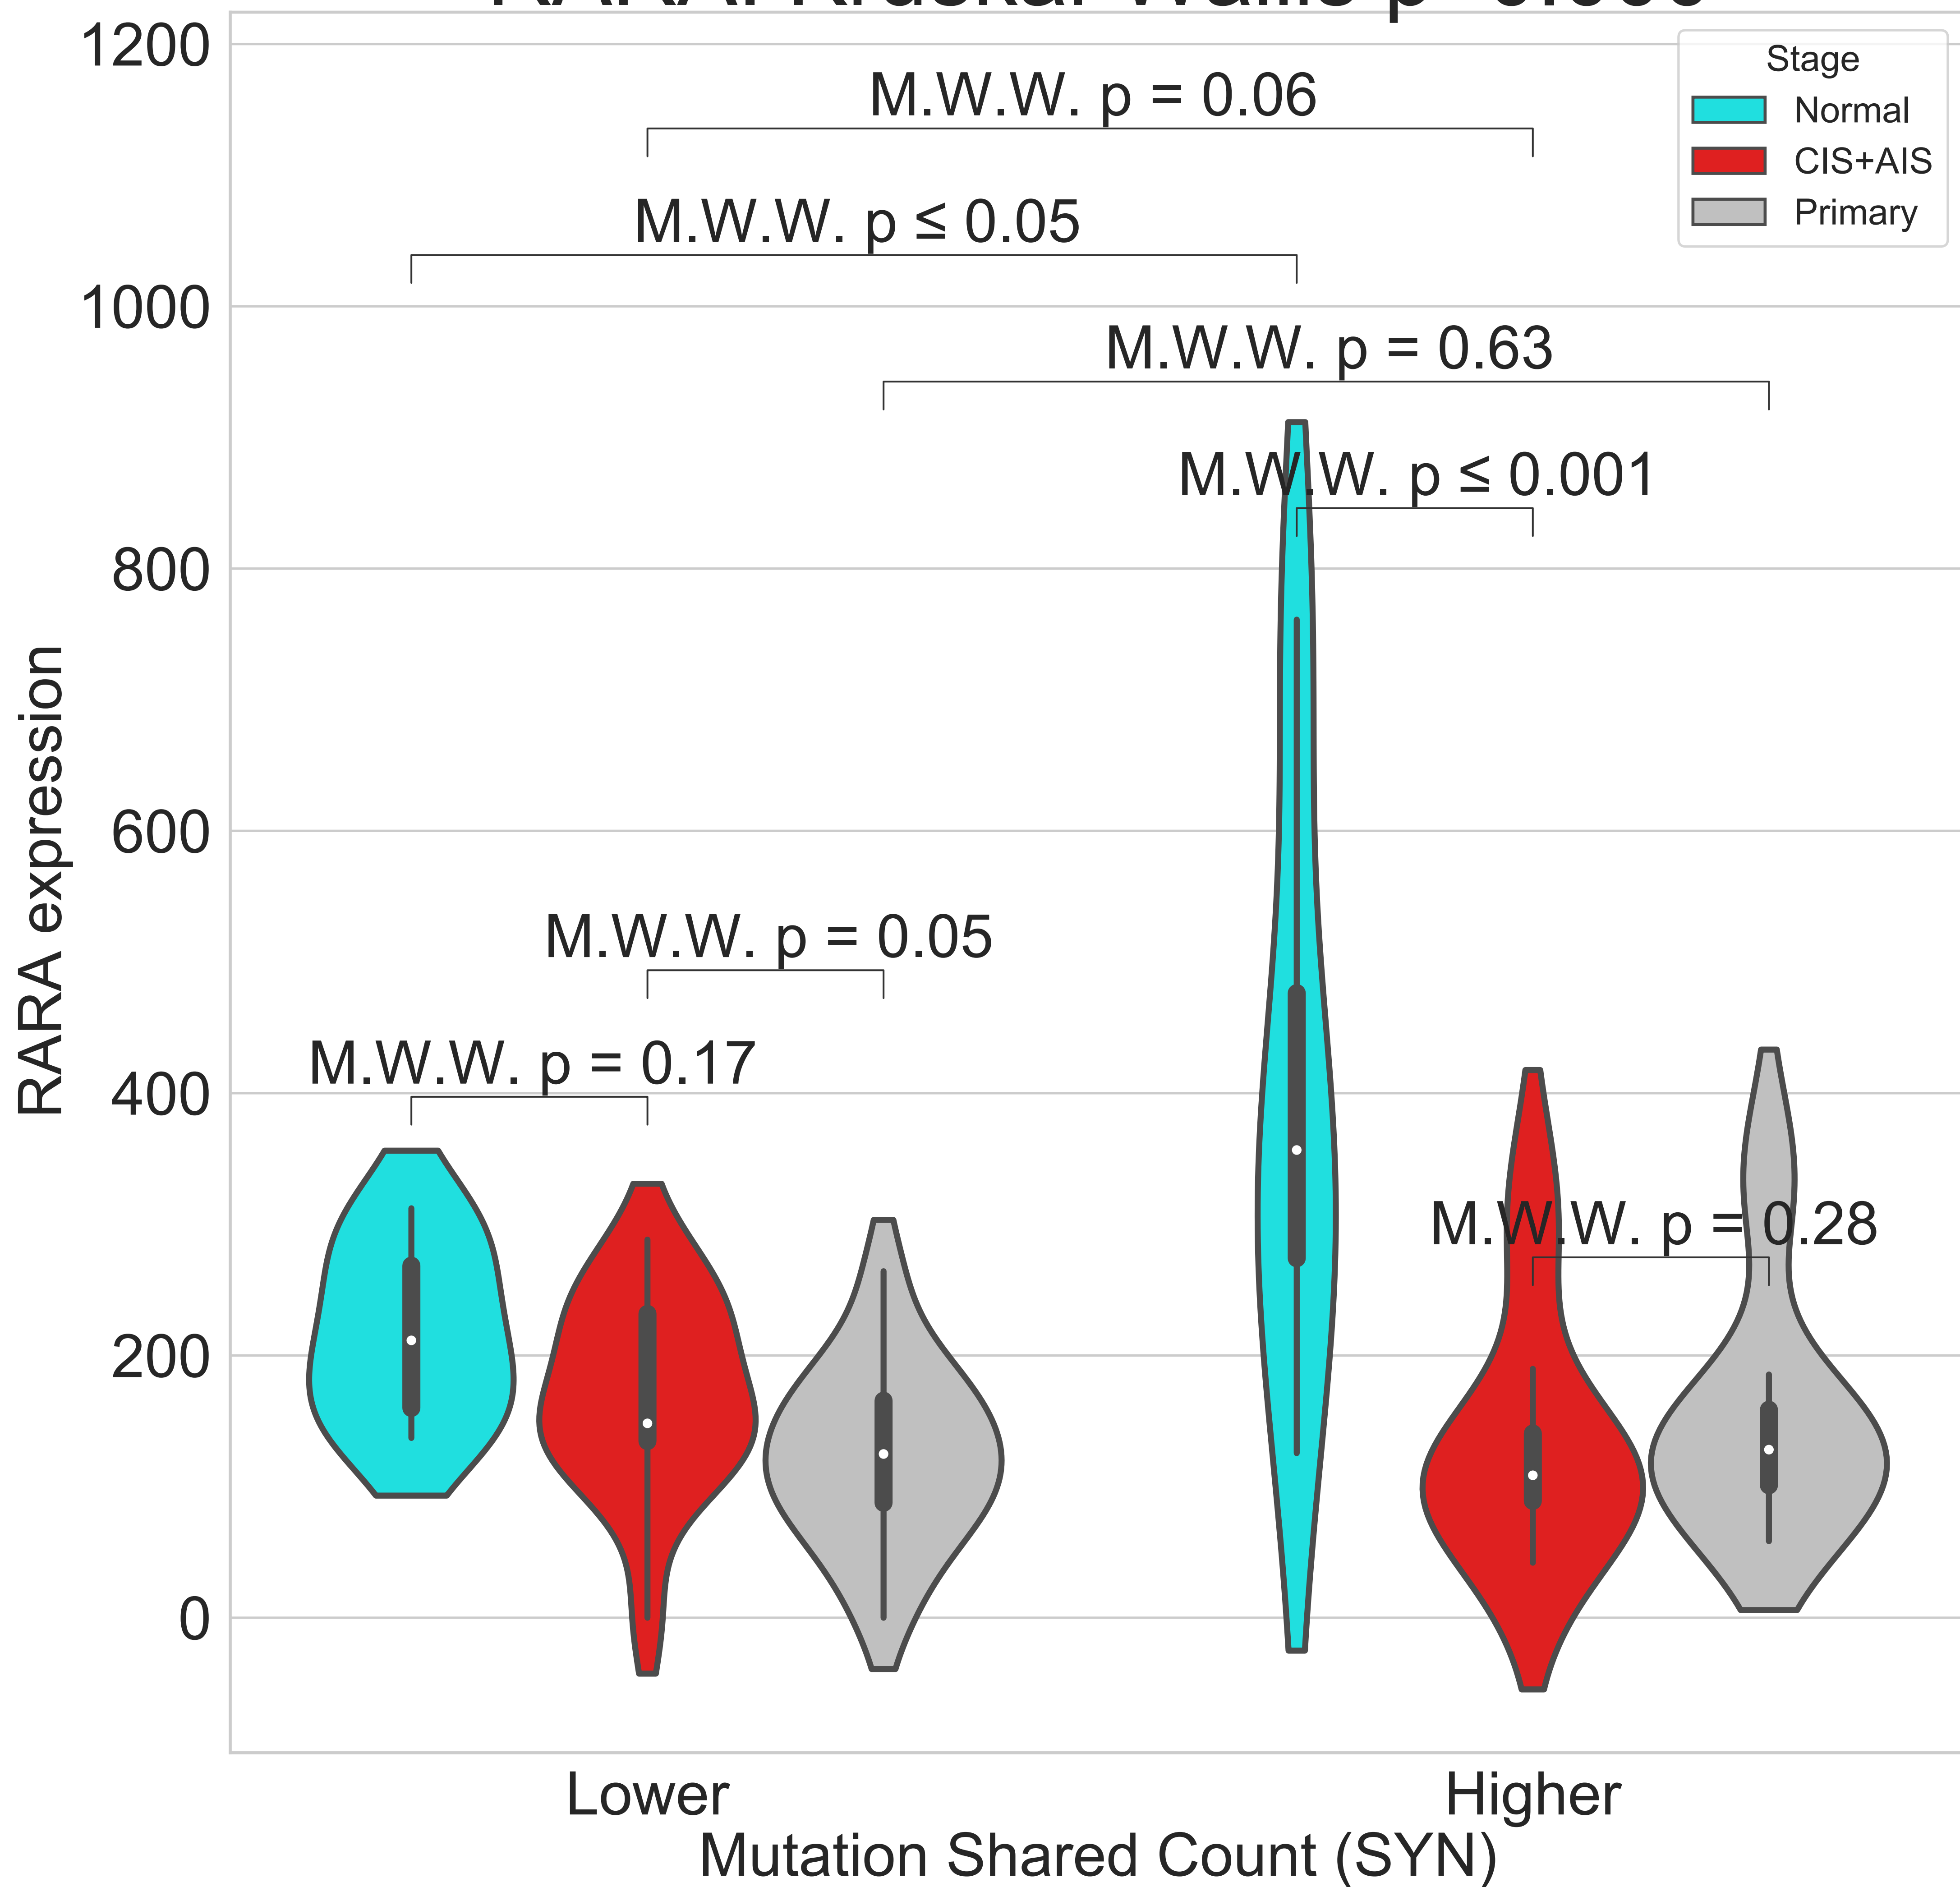 1200
1000
800
600
400
200
0
RARA expression
M.W.W. p = 0.06
M.W.W. p ≤ 0.05
M.W.W. p = 0.63
M.W.W. p ≤ 0.001
M.W.W. p = 0.05
M.W.W. p = 0.17
M.W.W. p = 0.28
Stage
Normal
CIS+AIS
Primary
Lower
Higher
Mutation Shared Count (SYN)